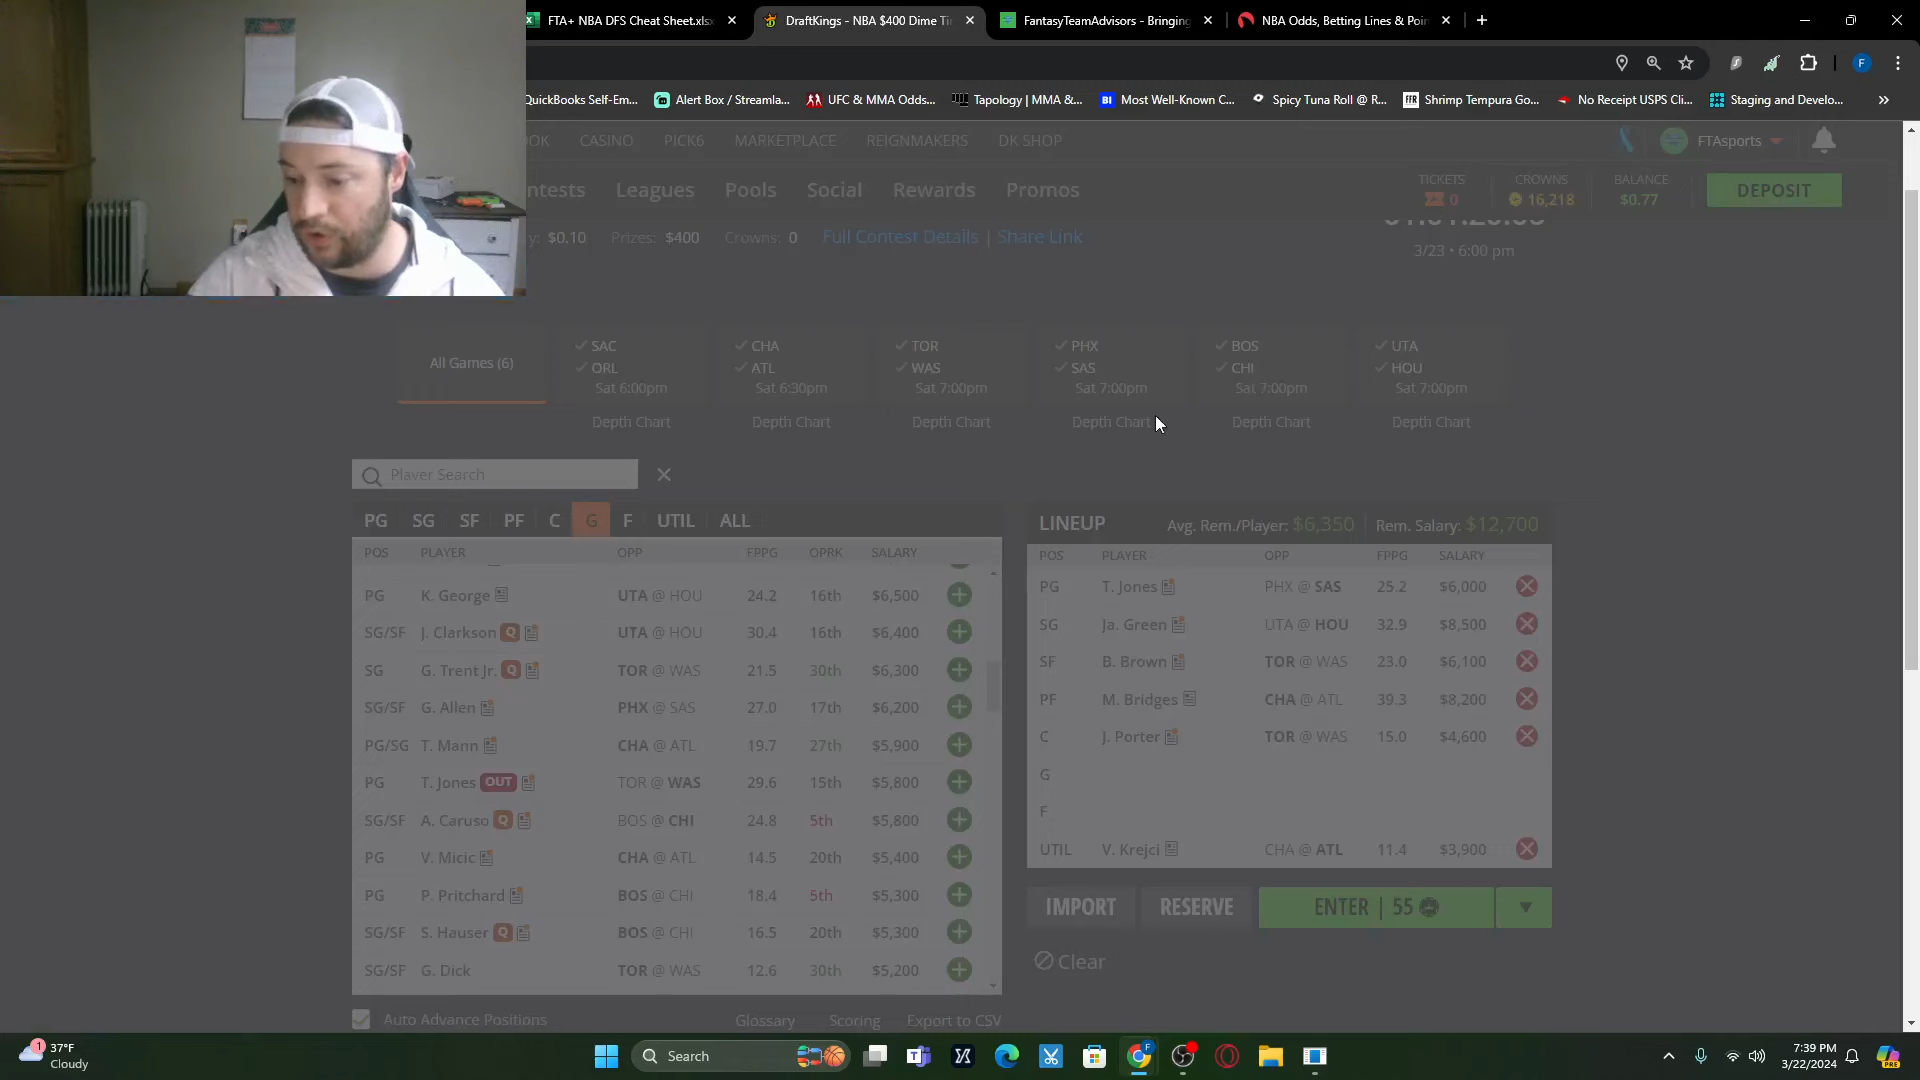 FTA+ NBA DFS Cheat Sheet.xls
DraftKings - NBA $400 Dime Ti
FantasyTeamAdvisors - Bringing
NBA Odds, Betting Lines & Poin
QuickBooks Self-Em...
Alert Box / Streamla...
UFC & MMA Odds...
Tapology | MMA &...
Most Well-Known C...
Spicy Tuna Roll @ R...
Shrimp Tempura Go...
No Receipt USPS Cli...
Staging and Develo...
OOK CASINO PICK6 MARKETPLACE REIGNMAKERS DK SHOP
FTAsports
ntests Leagues Pools Social Rewards Promos
TICKETS 0
CROWNS 16,218
BALANCE $0.77
DEPOSIT
y: $0.10 Prizes: $400 Crowns: 0 Full Contest Details | Share Link
3/23 • 6:00 pm
All Games (6)
SAC ORL Sat 6:00pm
CHA ATL Sat 6:30pm
TOR WAS Sat 7:00pm
PHX SAS Sat 7:00pm
BOS CHI Sat 7:00pm
UTA HOU Sat 7:00pm
Depth Chart Depth Chart Depth Chart Depth Chart Depth Chart Depth Chart
Player Search
PG SG SF PF C G F UTIL ALL
POS PLAYER OPP FPPG OPRK SALARY
PG K. George UTA @ HOU 24.2 16th $6,500
SG/SF J. Clarkson Q UTA @ HOU 30.4 16th $6,400
SG G. Trent Jr. Q TOR @ WAS 21.5 30th $6,300
SG/SF G. Allen PHX @ SAS 27.0 17th $6,200
PG/SG T. Mann CHA @ ATL 19.7 27th $5,900
PG T. Jones OUT TOR @ WAS 29.6 15th $5,800
SG/SF A. Caruso Q BOS @ CHI 24.8 5th $5,800
PG V. Micic CHA @ ATL 14.5 20th $5,400
PG P. Pritchard BOS @ CHI 18.4 5th $5,300
SG/SF S. Hauser Q BOS @ CHI 16.5 20th $5,300
SG/SF G. Dick TOR @ WAS 12.6 30th $5,200
Auto Advance Positions Glossary Scoring Export to CSV
LINEUP Avg. Rem./Player: $6,350 Rem. Salary: $12,700
POS PLAYER OPP FPPG SALARY
PG T. Jones PHX @ SAS 25.2 $6,000
SG Ja. Green UTA @ HOU 32.9 $8,500
SF B. Brown TOR @ WAS 23.0 $6,100
PF M. Bridges CHA @ ATL 39.3 $8,200
C J. Porter TOR @ WAS 15.0 $4,600
G
F
UTIL V. Krejci CHA @ ATL 11.4 $3,900
IMPORT RESERVE ENTER | 55
Clear
1 37°F
Cloudy
Search
7:39 PM
3/22/2024